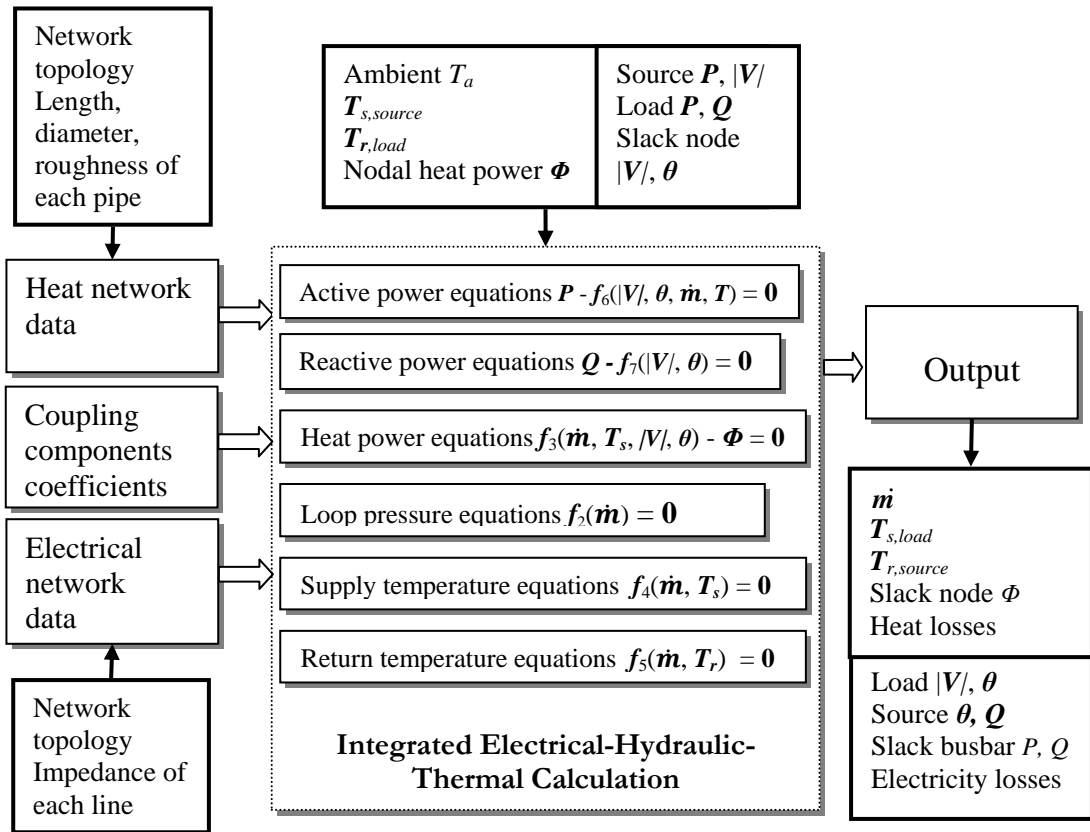 Network
topology
Length,
diameter,
roughness of
each pipe
Ambient Tₐ
T_{s,source}
T_{r,load}
Nodal heat power Φ
Source P, |V|
Load P, Q
Slack node
|V|, θ
Heat network
data
Coupling
components
coefficients
Electrical
network
data
Network
topology
Impedance of
each line
Active power equations P - f₆(|V|, θ, ṁ, T) = 0
Reactive power equations Q - f₇(|V|, θ) = 0
Heat power equations f₃(ṁ, Tₛ, |V|, θ) - Φ = 0
Loop pressure equations f₂(ṁ) = 0
Supply temperature equations f₄(ṁ, Tₛ) = 0
Return temperature equations f₅(ṁ, Tᵣ) = 0
Integrated Electrical-Hydraulic-
Thermal Calculation
Output
ṁ
T_{s,load}
T_{r,source}
Slack node Φ
Heat losses
Load |V|, θ
Source θ, Q
Slack busbar P, Q
Electricity losses